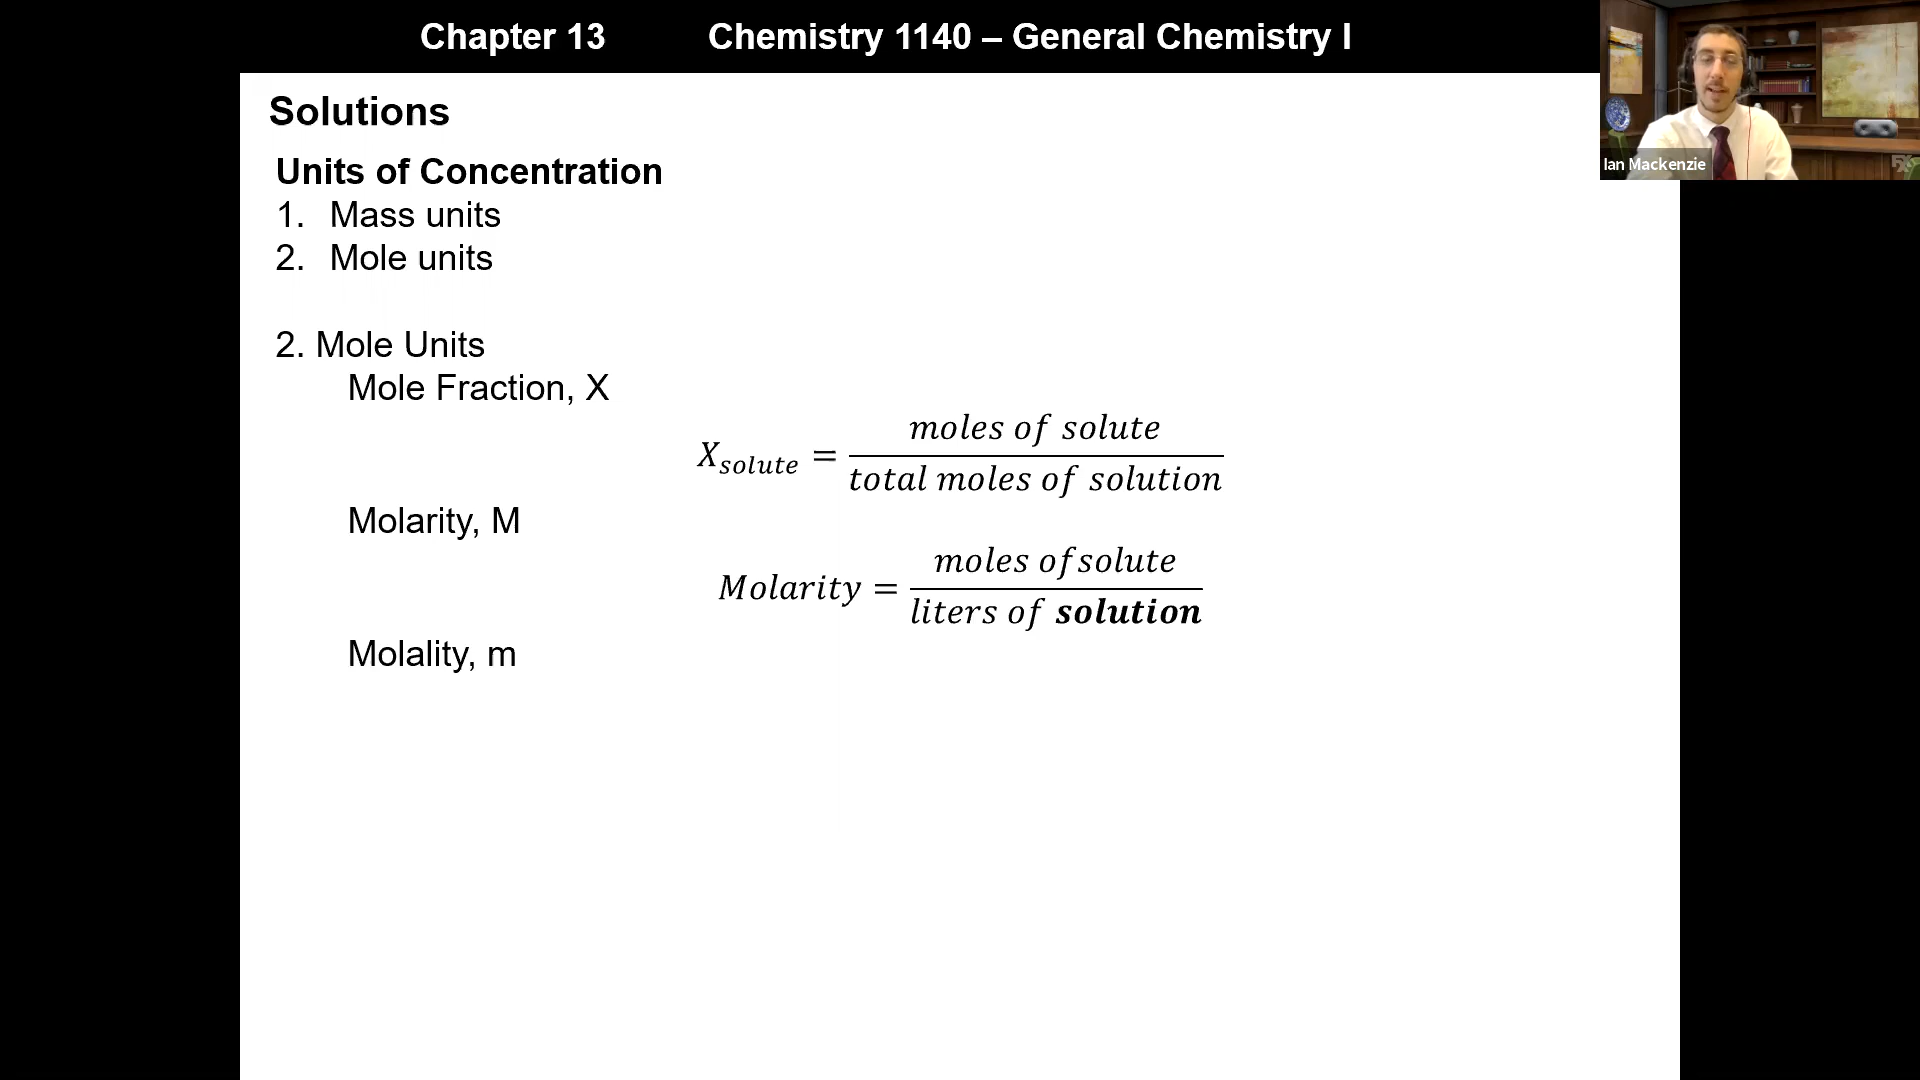 Chapter 13 Chemistry 1140 – General Chemistry I
Solutions
Units of Concentration
1. Mass units
2. Mole units
2. Mole Units
Mole Fraction, X
X_solute = moles of solute / total moles of solution
Molarity, M
Molarity = moles ofsolute / liters of solution
Molality, m
Ian Mackenzie